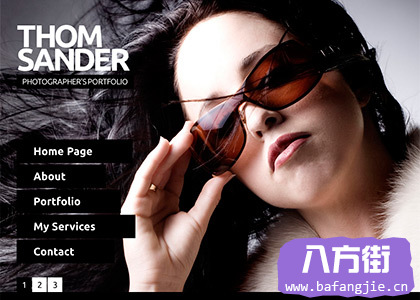 THOM
SANDER
PHOTOGRAPHER'S PORTFOLIO
Home Page
About
Portfolio
My Services
Contact
1 2 3
八方街
www.bafangjie.cn